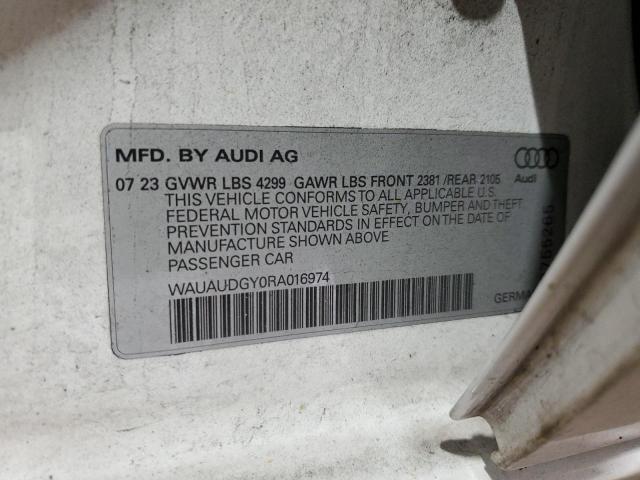 MFD. BY AUDI AG
Audi
07 23 GVWR LBS 4299 GAWR LBS FRONT 2381 /REAR 2105
THIS VEHICLE CONFORMS TO ALL APPLICABLE U.S.
FEDERAL MOTOR VEHICLE SAFETY, BUMPER AND THEFT
PREVENTION STANDARDS IN EFFECT ON THE DATE OF
MANUFACTURE SHOWN ABOVE
PASSENGER CAR
WAUAUDGY0RA016974